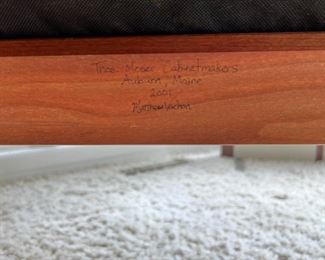 Thos. Moser Cabinetmakers
Auburn, Maine
2001